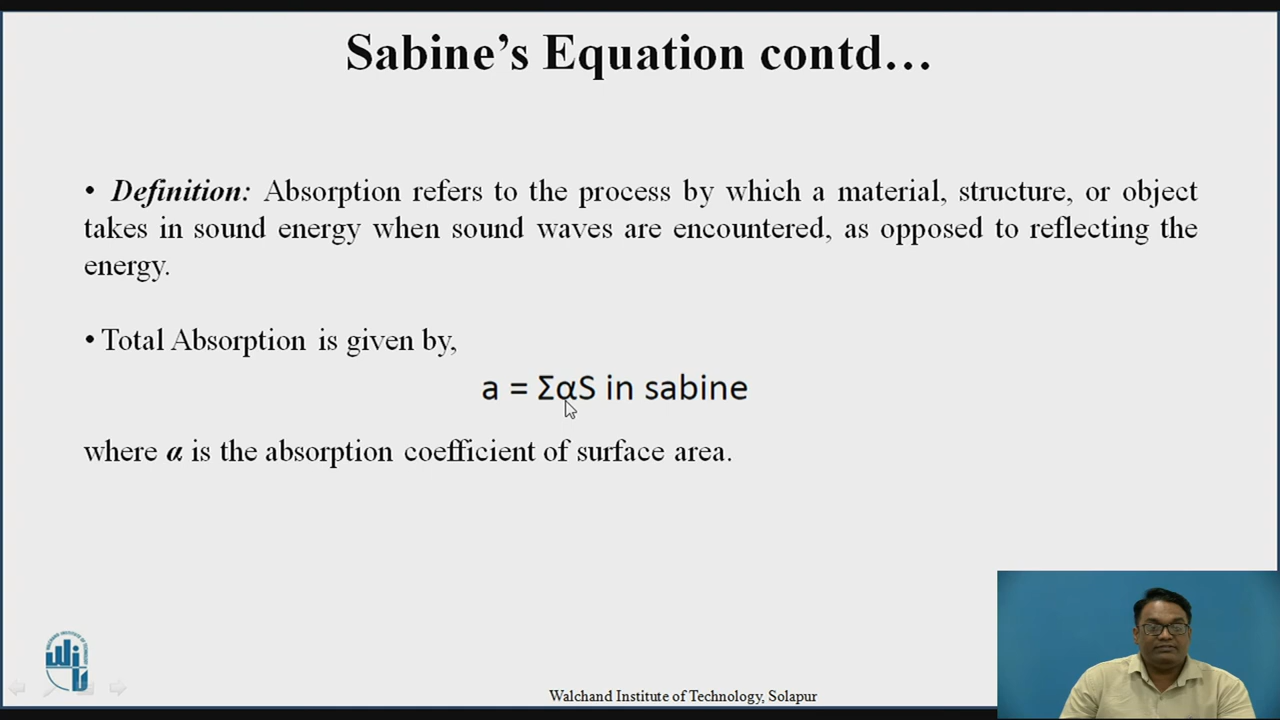 Sabine's Equation contd…
• Definition: Absorption refers to the process by which a material, structure, or object
takes in sound energy when sound waves are encountered, as opposed to reflecting the
energy.
• Total Absorption is given by,
a = ΣαS in sabine
where α is the absorption coefficient of surface area.
Walchand Institute of Technology, Solapur